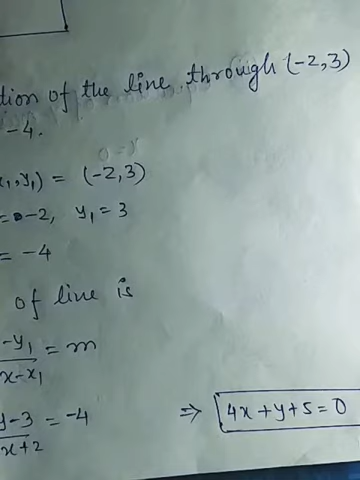 tion of the line through (-2,3)
-4.
x₁, y₁) = (-2,3)
= -2, y₁ = 3
= -4
of line is
-y₁ / x-x₁ = m
y-3 / x+2 = -4 ⇒ 4x+y+5=0